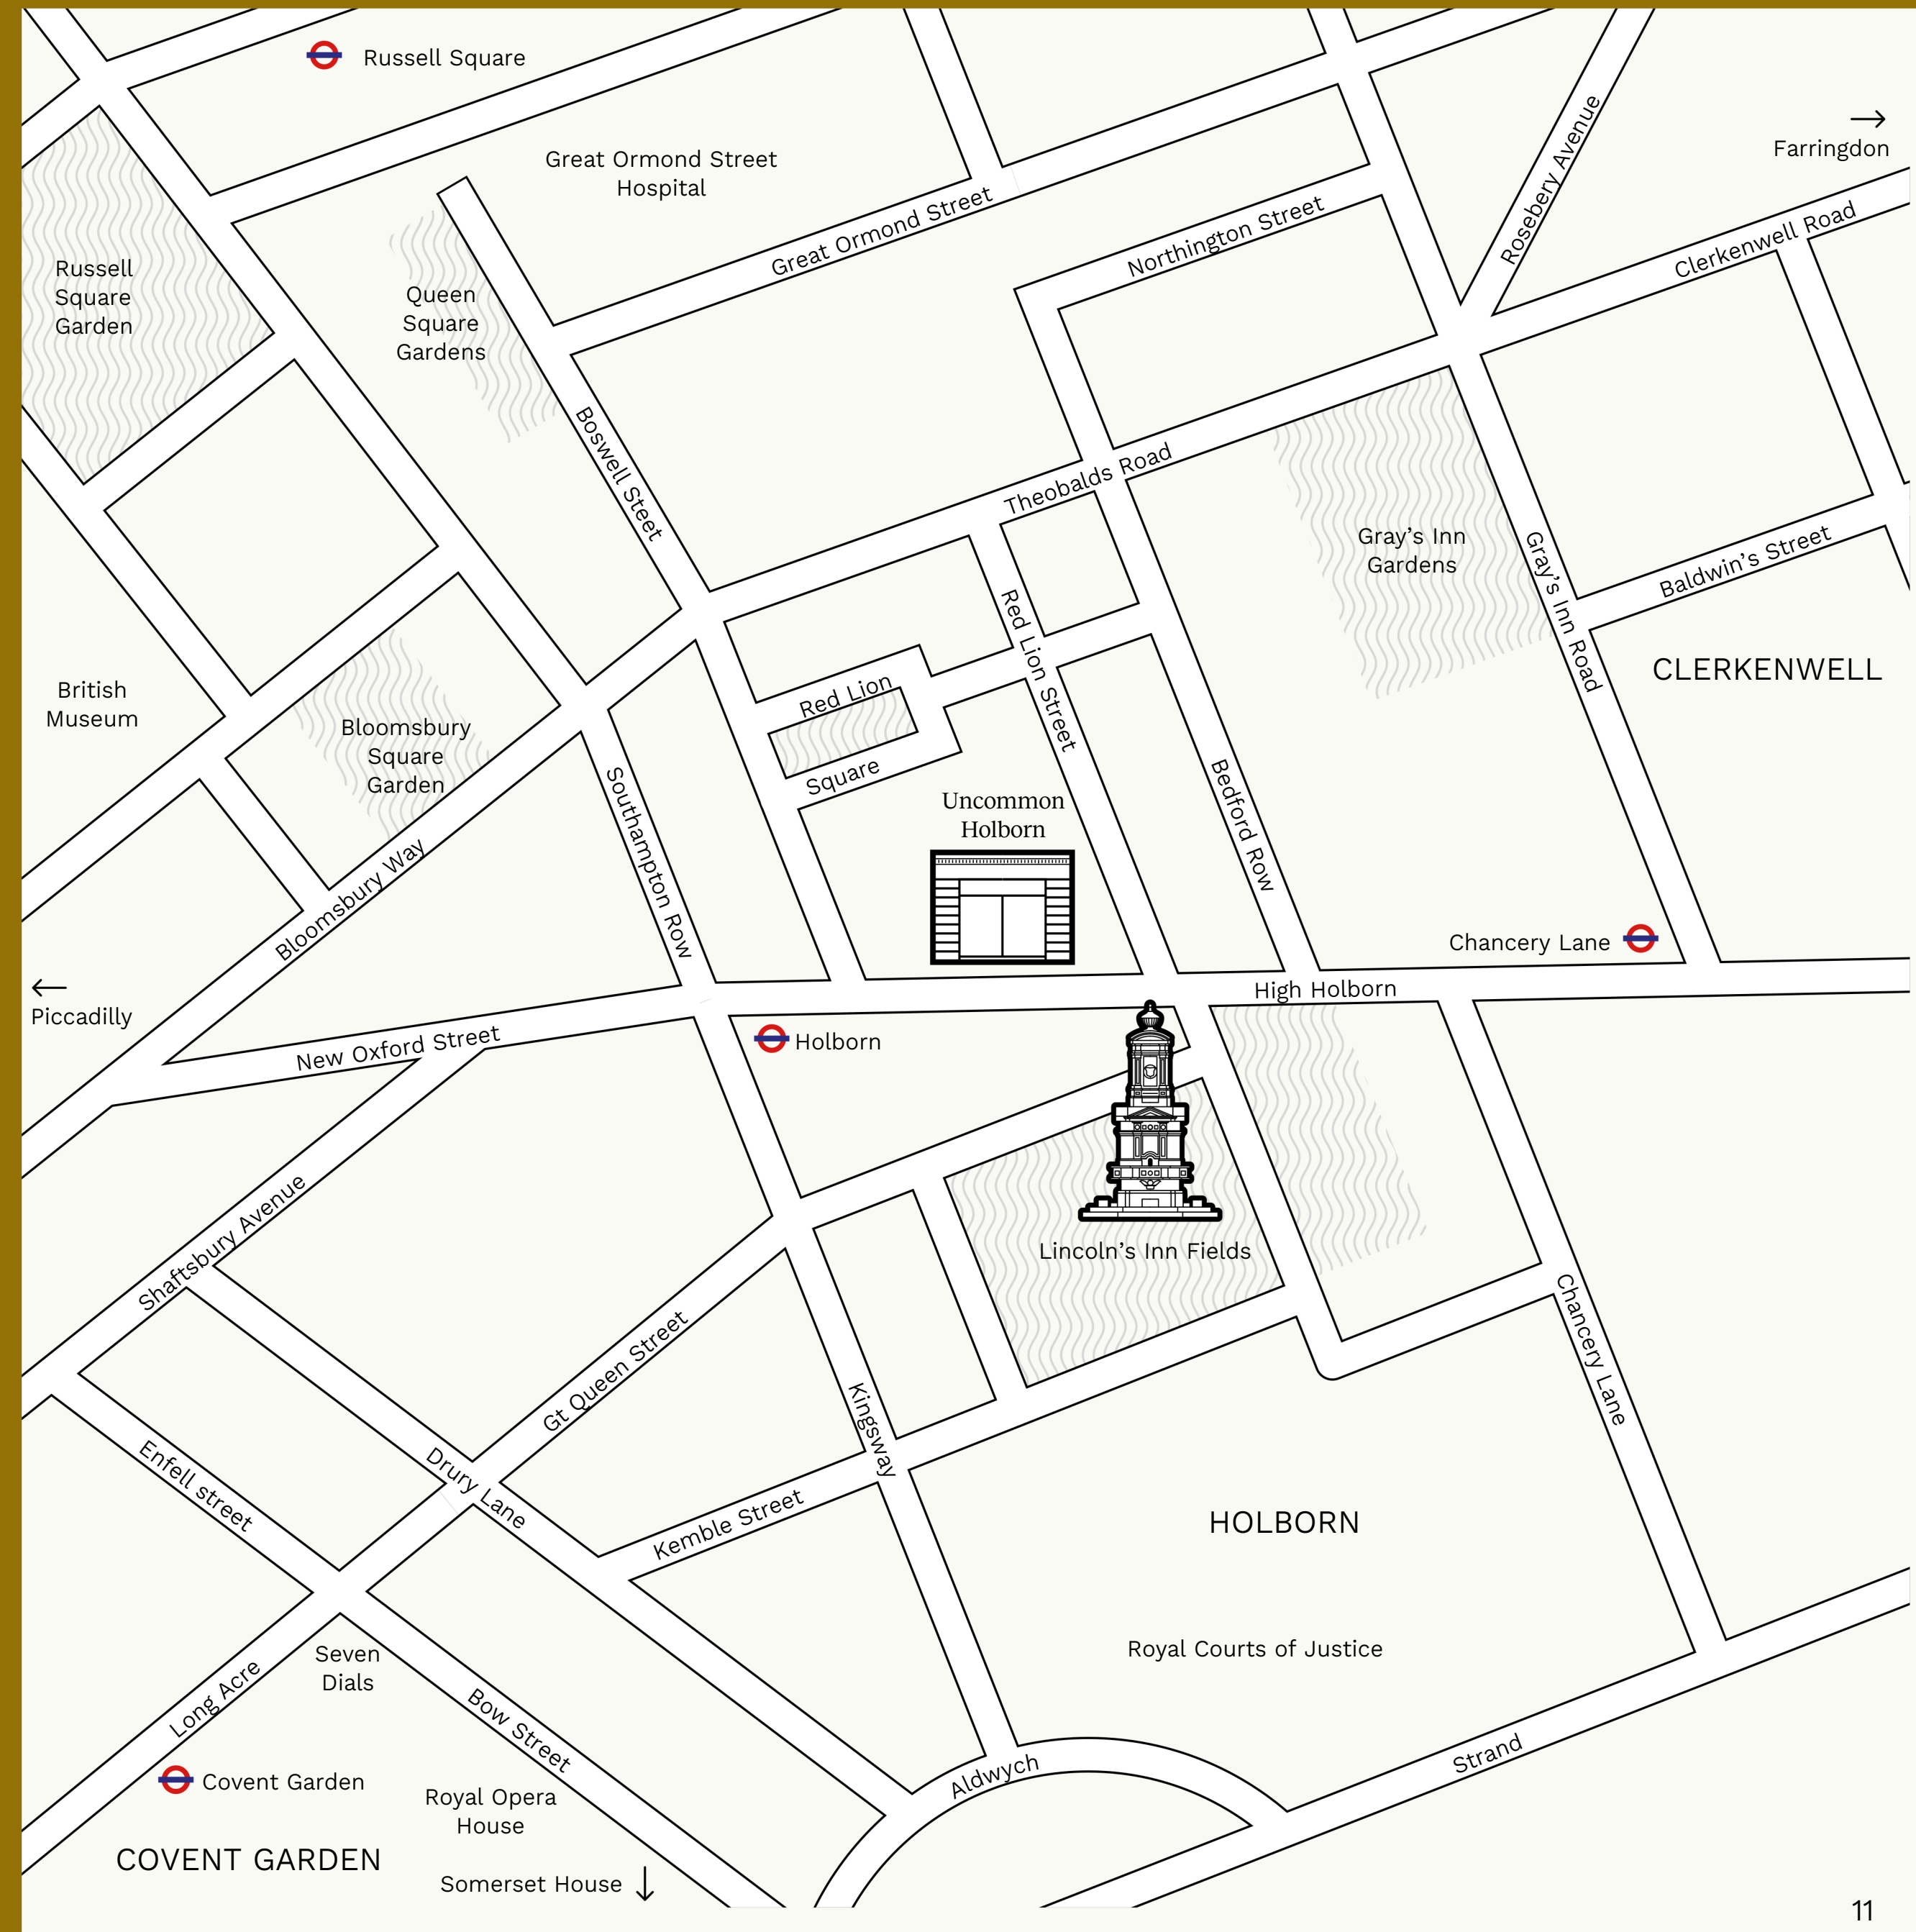 Russell Square
Great Ormond Street
Hospital
Farringdon
Rosebery Avenue
Great Ormond Street
Northington Street
Clerkenwell Road
Russell
Square
Garden
Queen
Square
Gardens
Boswell Steet
Theobalds Road
Gray's Inn
Gardens
Gray's Inn Road
Baldwin's Street
CLERKENWELL
British
Museum
Bloomsbury
Square
Garden
Red Lion
Square
Red Lion Street
Uncommon
Holborn
Bedford Row
Southampton Row
Bloomsbury Way
Chancery Lane
Piccadilly
New Oxford Street
High Holborn
Holborn
Shaftsbury Avenue
Lincoln's Inn Fields
Gt Queen Street
Kingsway
Chancery Lane
Enfell street
Drury Lane
Kemble Street
HOLBORN
Seven
Dials
Royal Courts of Justice
Long Acre
Bow Street
Aldwych
Strand
Covent Garden
Royal Opera
House
COVENT GARDEN
Somerset House
11